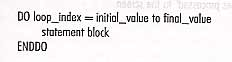 DO loop_index = initial_value to final_value
statement block
ENDDO